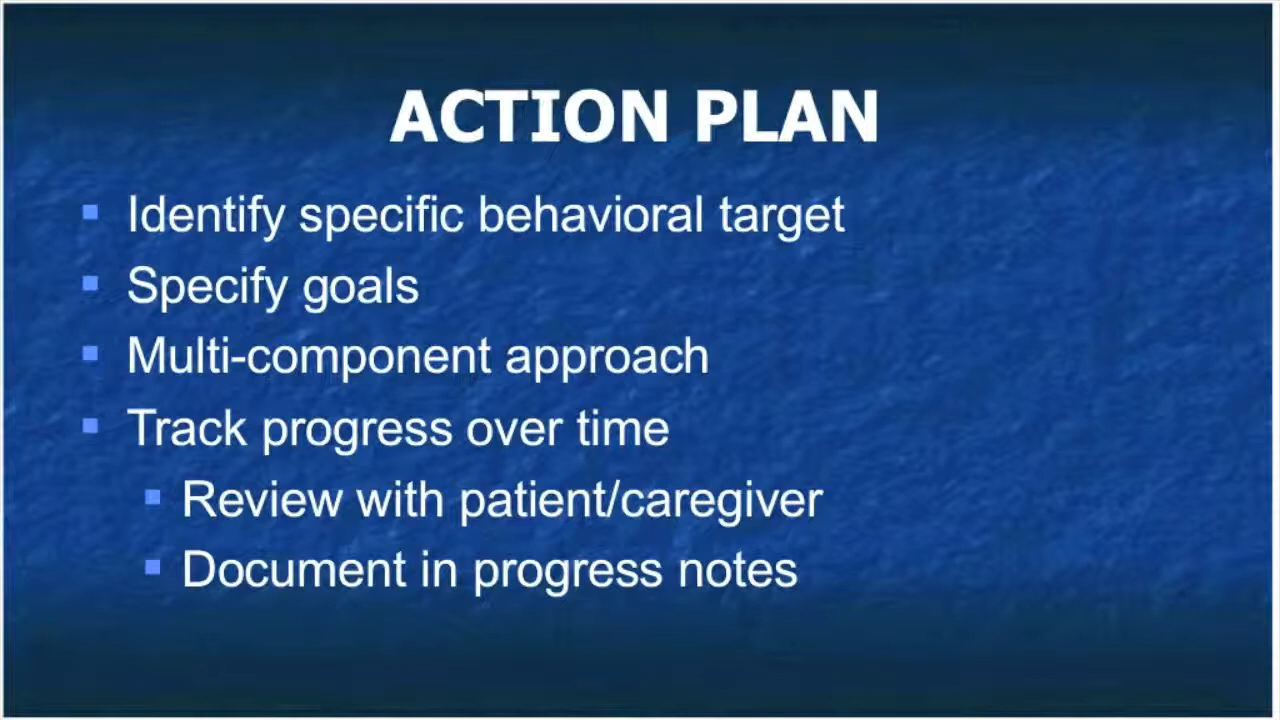 ACTION PLAN
Identify specific behavioral target
Specify goals
Multi-component approach
Track progress over time
Review with patient/caregiver
Document in progress notes